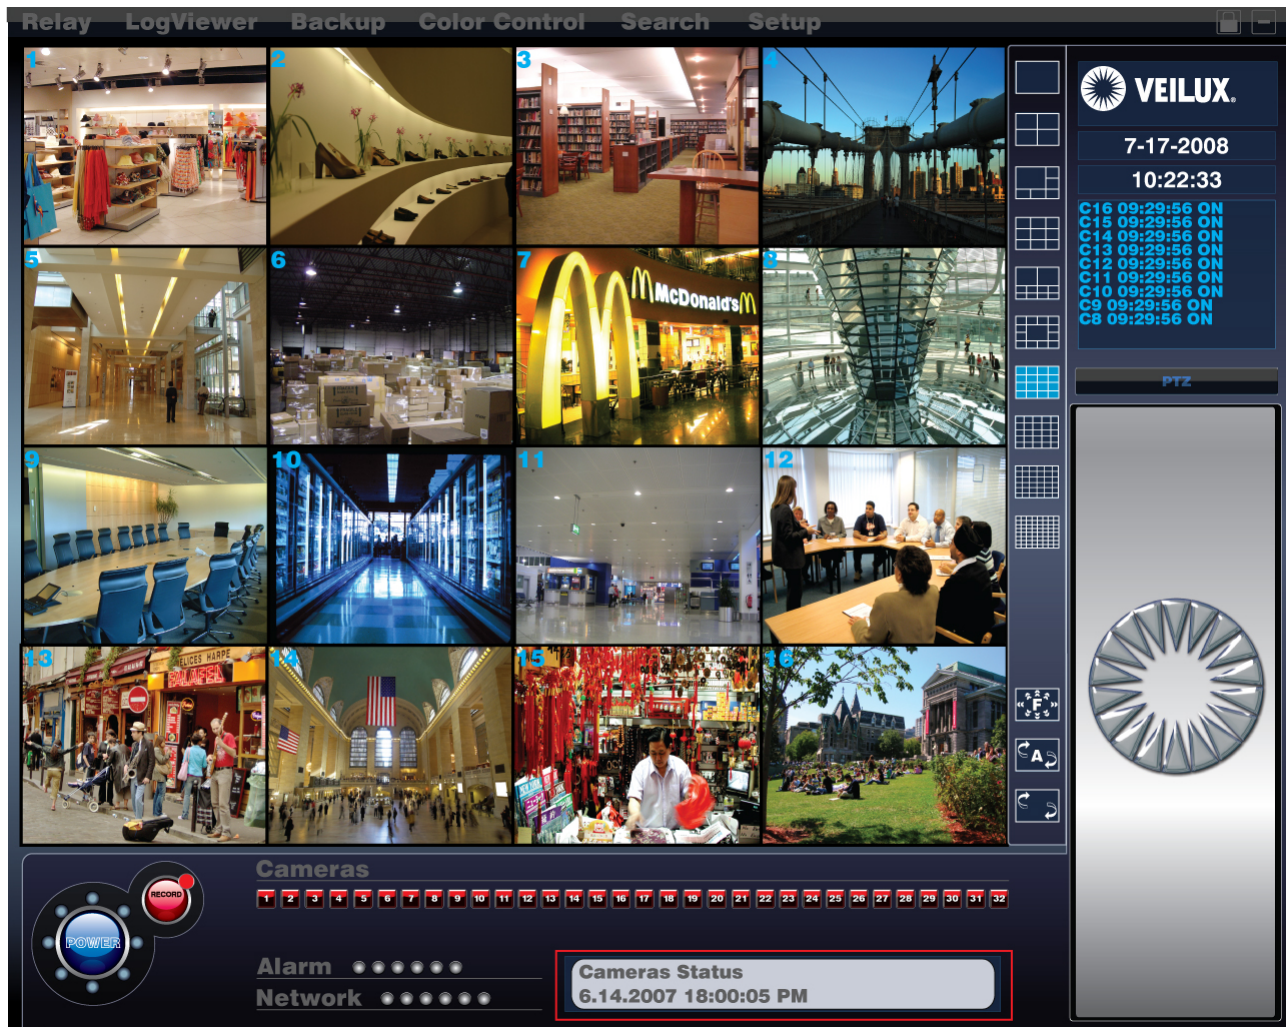 Relay LogViewer Backup Color Control Search Setup
1
2
3
4
VEILUX®
7-17-2008
10:22:33
C16 09:29:56 ON
C15 09:29:56 ON
C14 09:29:56 ON
C13 09:29:56 ON
C12 09:29:56 ON
C11 09:29:56 ON
C10 09:29:56 ON
C9 09:29:56 ON
C8 09:29:56 ON
5
6
7
McDonald's
8
PTZ
9
10
11
12
13
DELICES HARPE
FALAFEL
14
15
16
F
A
RECORD
POWER
Cameras
1 2 3 4 5 6 7 8 9 10 11 12 13 14 15 16 17 18 19 20 21 22 23 24 25 26 27 28 29 30 31 32
Alarm
Network
Cameras Status
6.14.2007 18:00:05 PM